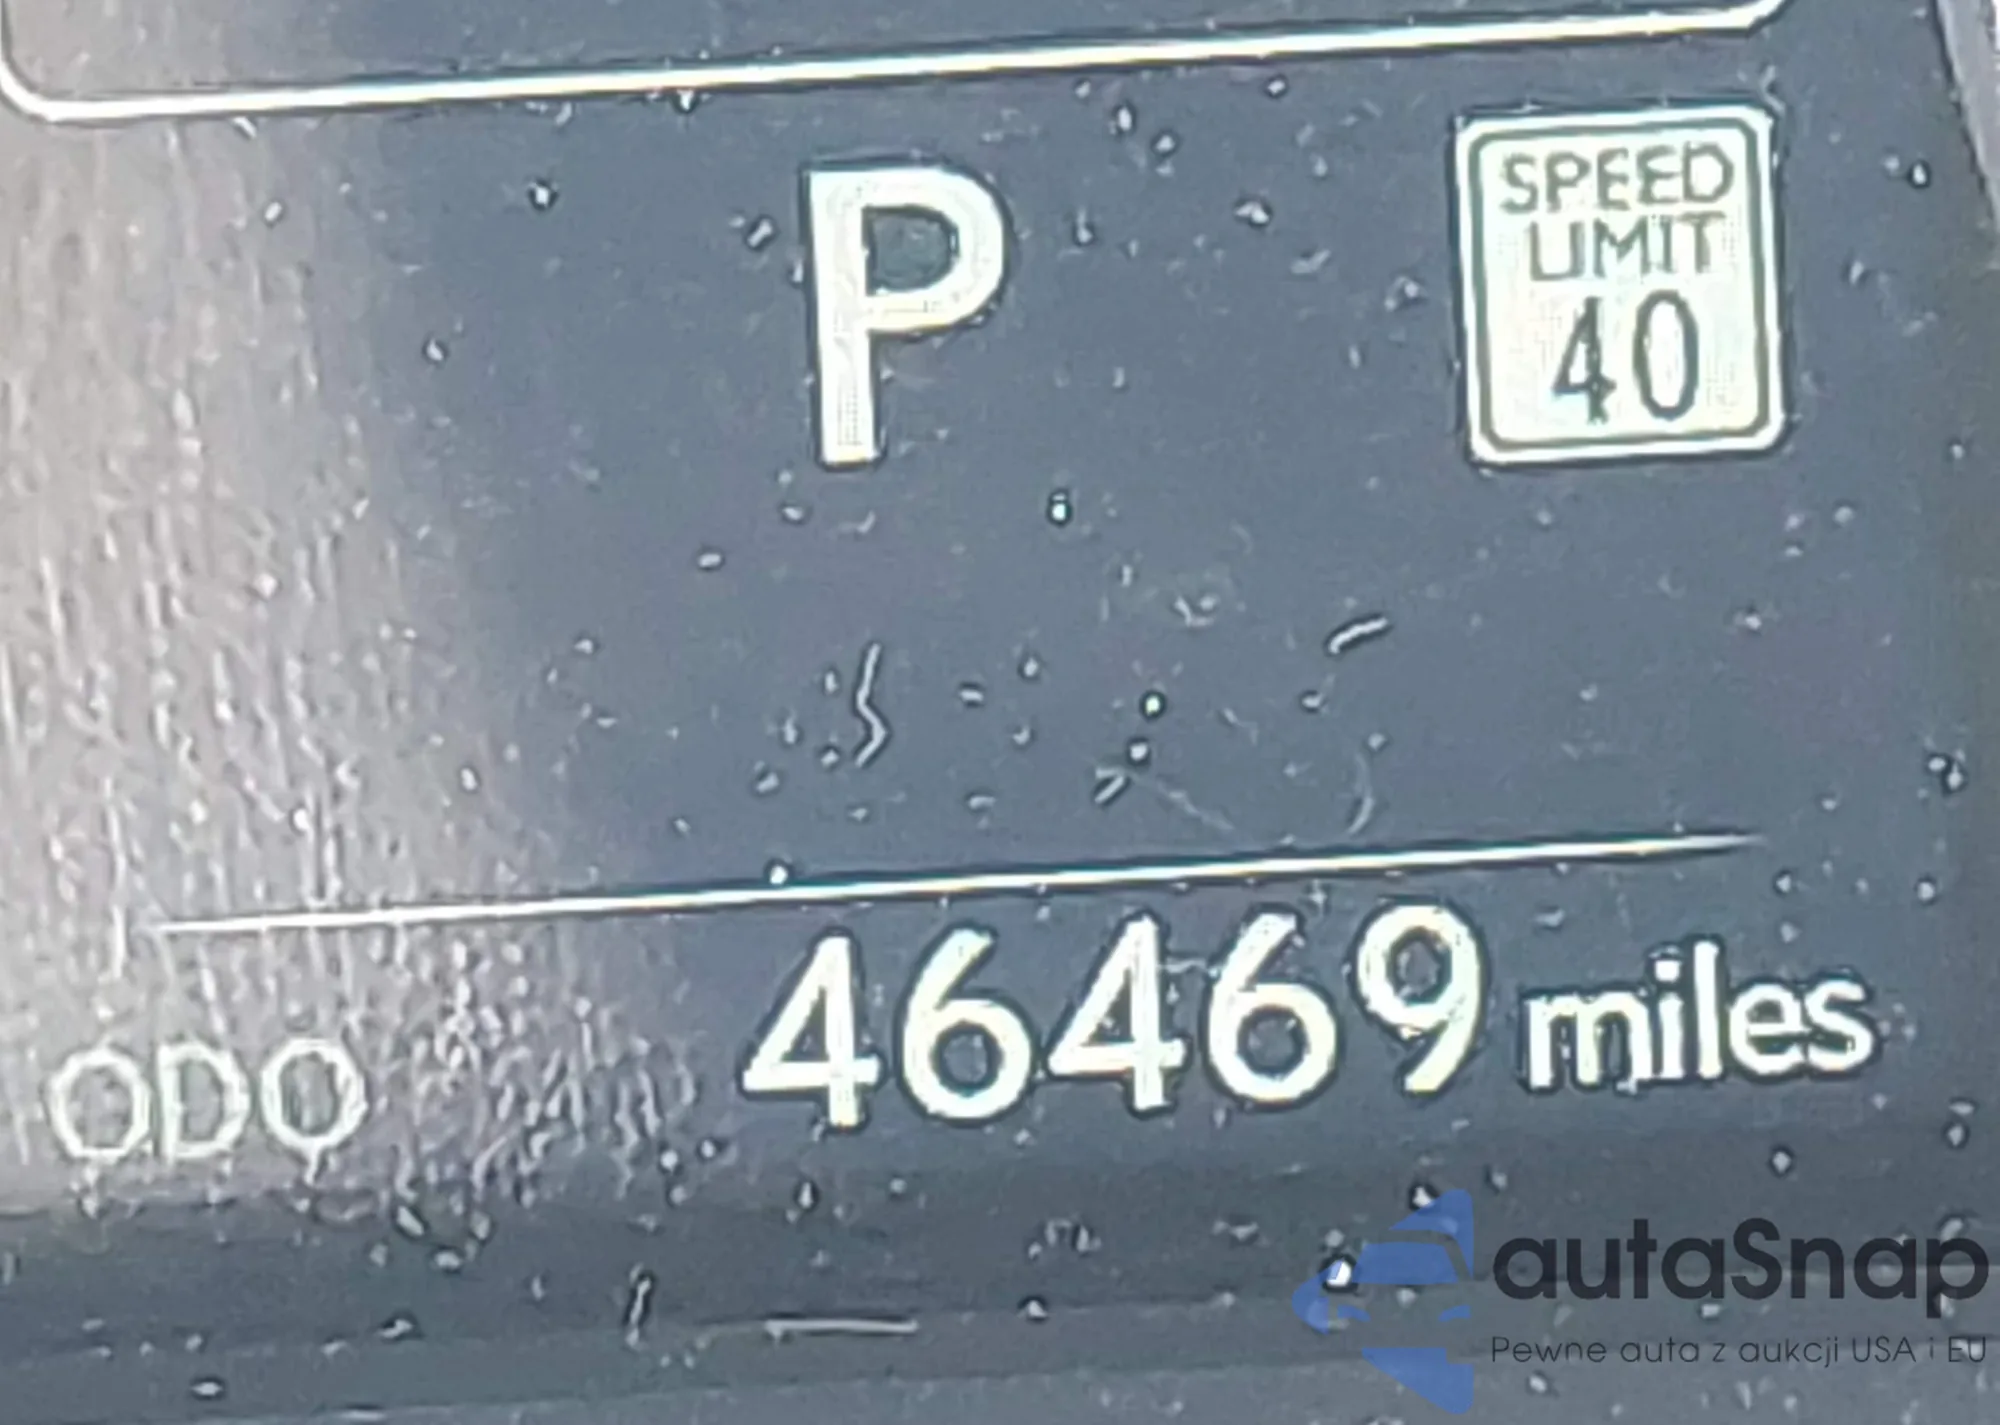 P
SPEED
LIMIT
40
ODO 46469 miles
autaSnap
Pewne auta z aukcji USA i EU